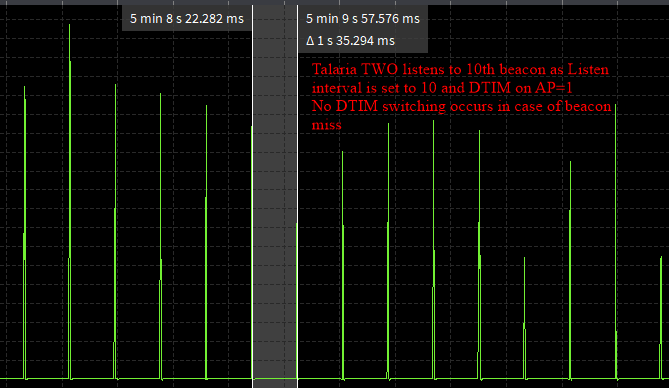 5 min 8 s 22.282 ms
5 min 9 s 57.576 ms
Δ 1 s 35.294 ms
Talaria TWO listens to 10th beacon as Listen
interval is set to 10 and DTIM on AP=1
No DTIM switching occurs in case of beacon
miss